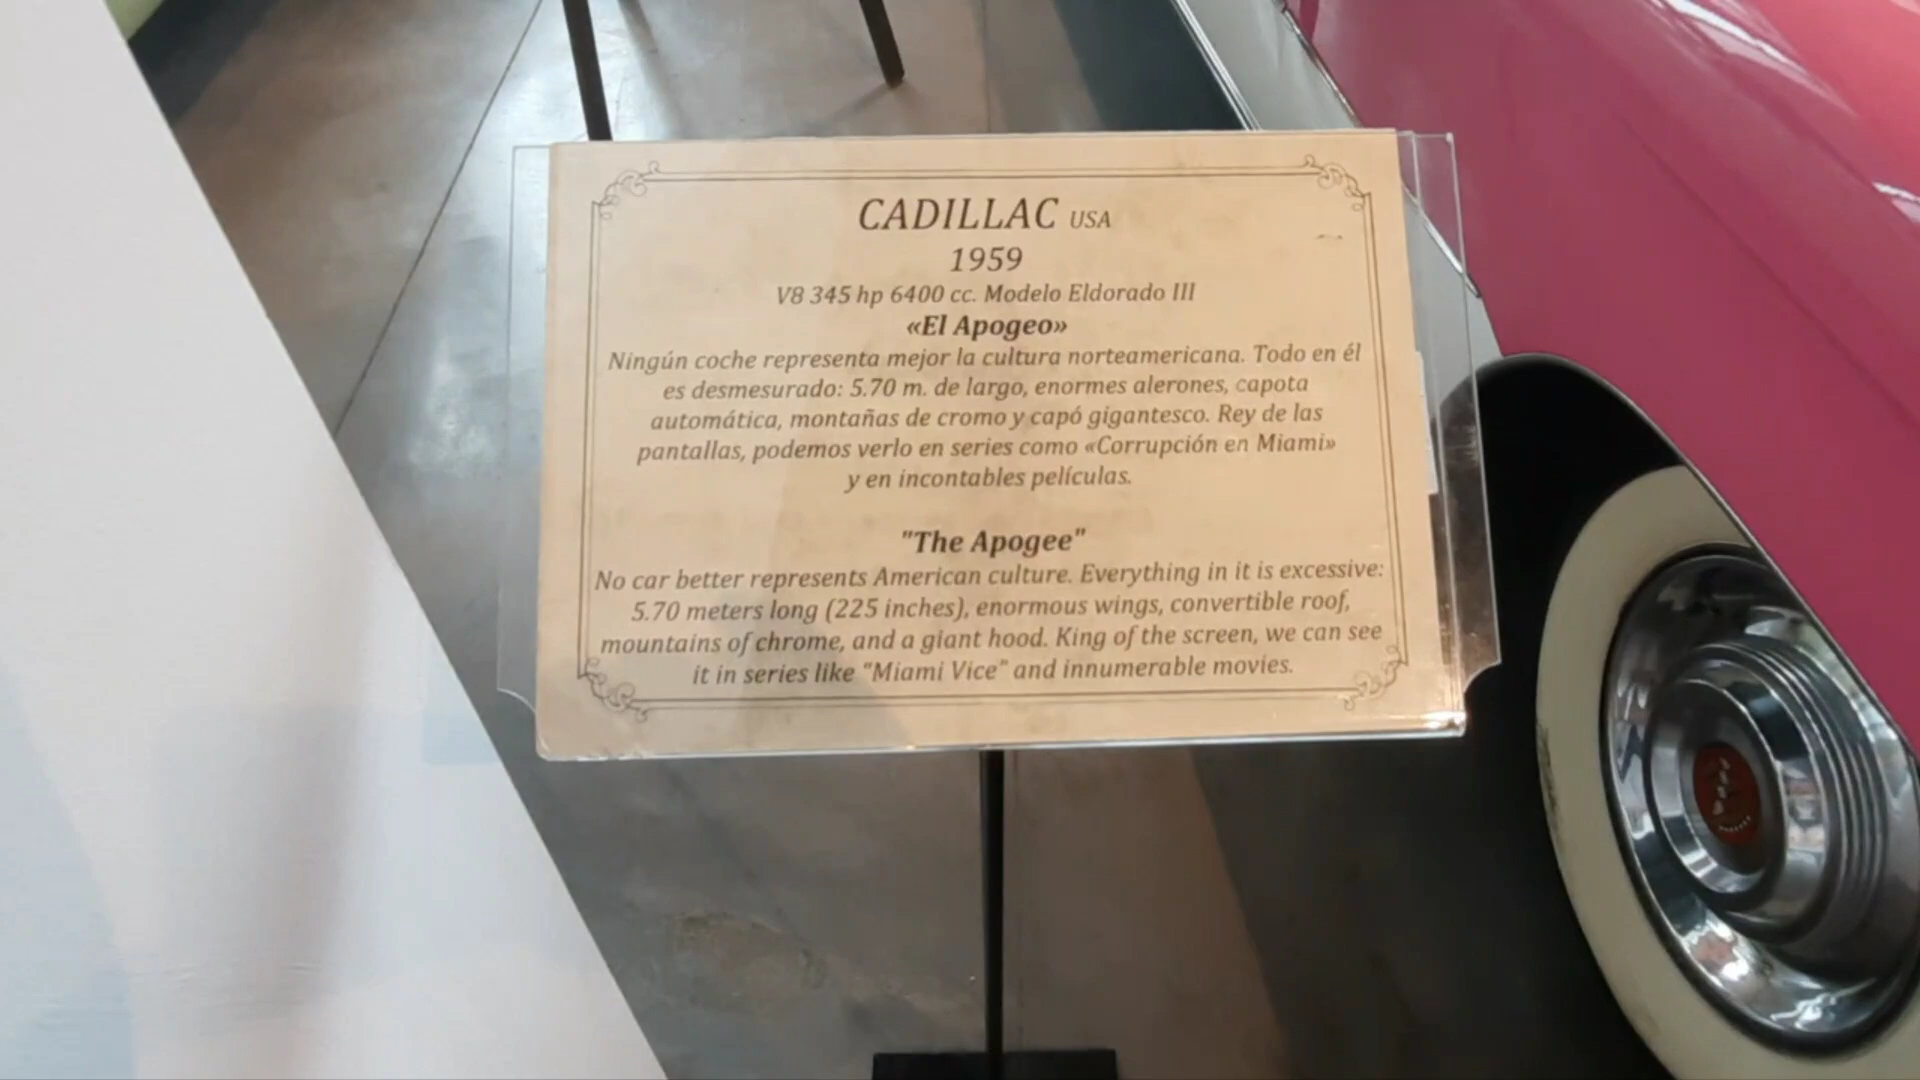 CADILLAC USA
1959
V8 345 hp 6400 cc. Modelo Eldorado III
«El Apogeo»
Ningún coche representa mejor la cultura norteamericana. Todo en él
es desmesurado: 5.70 m. de largo, enormes alerones, capota
automática, montañas de cromo y capó gigantesco. Rey de las
pantallas, podemos verlo en series como «Corrupción en Miami»
y en incontables películas.
"The Apogee"
No car better represents American culture. Everything in it is excessive:
5.70 meters long (225 inches), enormous wings, convertible roof,
mountains of chrome, and a giant hood. King of the screen, we can see
it in series like "Miami Vice" and innumerable movies.